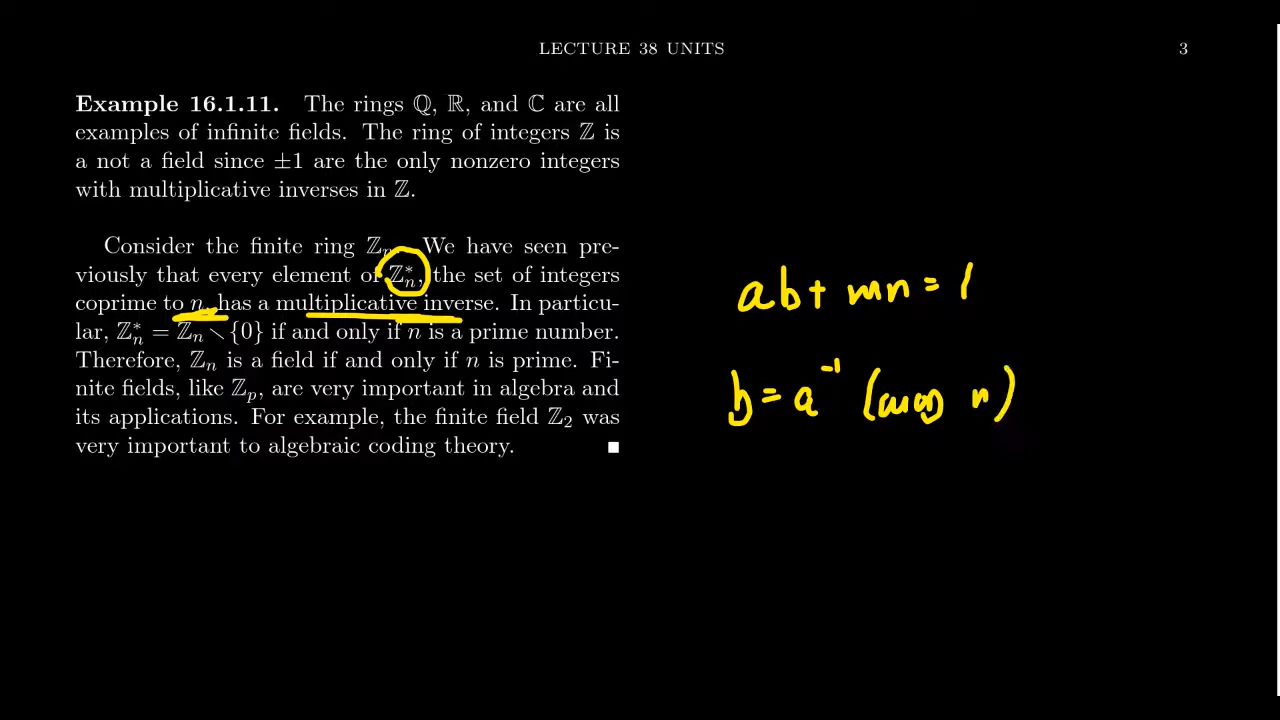 LECTURE 38 UNITS 3
Example 16.1.11. The rings ℚ, ℝ, and ℂ are all
examples of infinite fields. The ring of integers ℤ is
a not a field since ±1 are the only nonzero integers
with multiplicative inverses in ℤ.
Consider the finite ring ℤₙ. We have seen pre-
viously that every element of ℤₙ*, the set of integers
coprime to n, has a multiplicative inverse. In particu-
lar, ℤₙ* = ℤₙ∖{0} if and only if n is a prime number.
Therefore, ℤₙ is a field if and only if n is prime. Fi-
nite fields, like ℤₚ, are very important in algebra and
its applications. For example, the finite field ℤ₂ was
very important to algebraic coding theory. ■
ab + mn = 1
b = a⁻¹ (mod n)